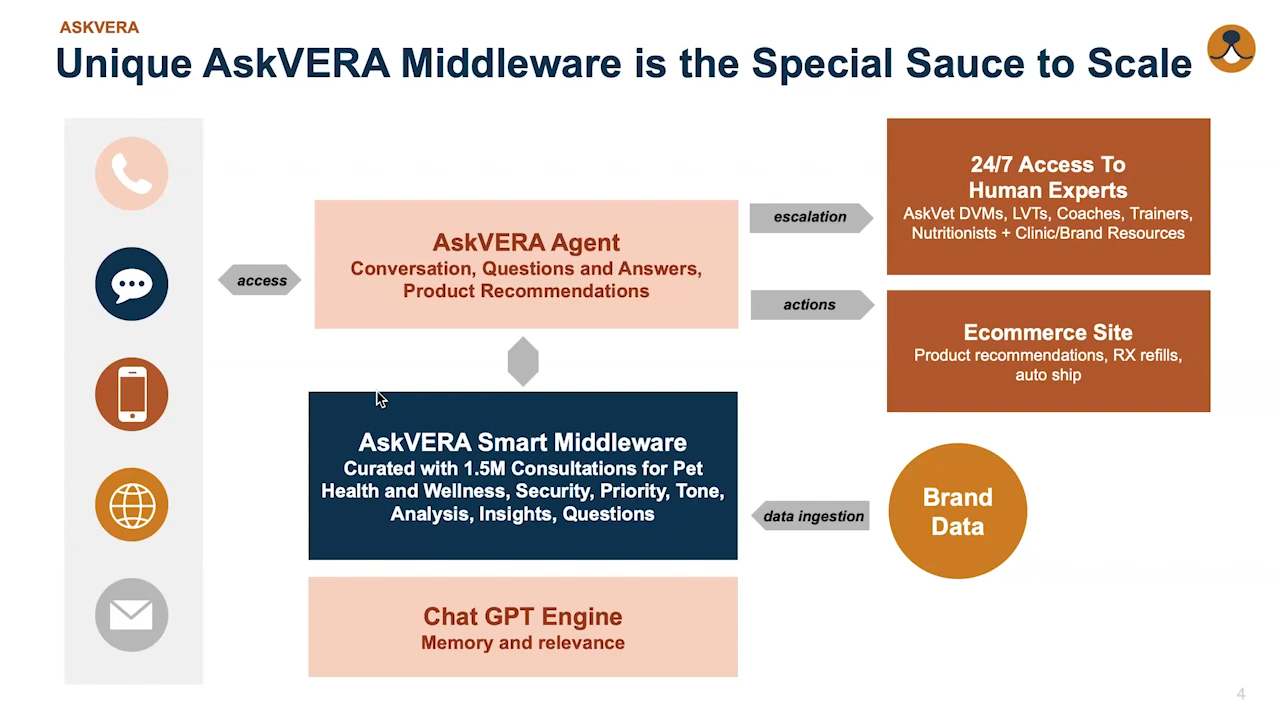 ASKVERA
Unique AskVERA Middleware is the Special Sauce to Scale
access
AskVERA Agent
Conversation, Questions and Answers,
Product Recommendations
escalation
actions
24/7 Access To
Human Experts
AskVet DVMs, LVTs, Coaches, Trainers,
Nutritionists + Clinic/Brand Resources
Ecommerce Site
Product recommendations, RX refills,
auto ship
AskVERA Smart Middleware
Curated with 1.5M Consultations for Pet
Health and Wellness, Security, Priority, Tone,
Analysis, Insights, Questions
data ingestion
Brand
Data
Chat GPT Engine
Memory and relevance
4